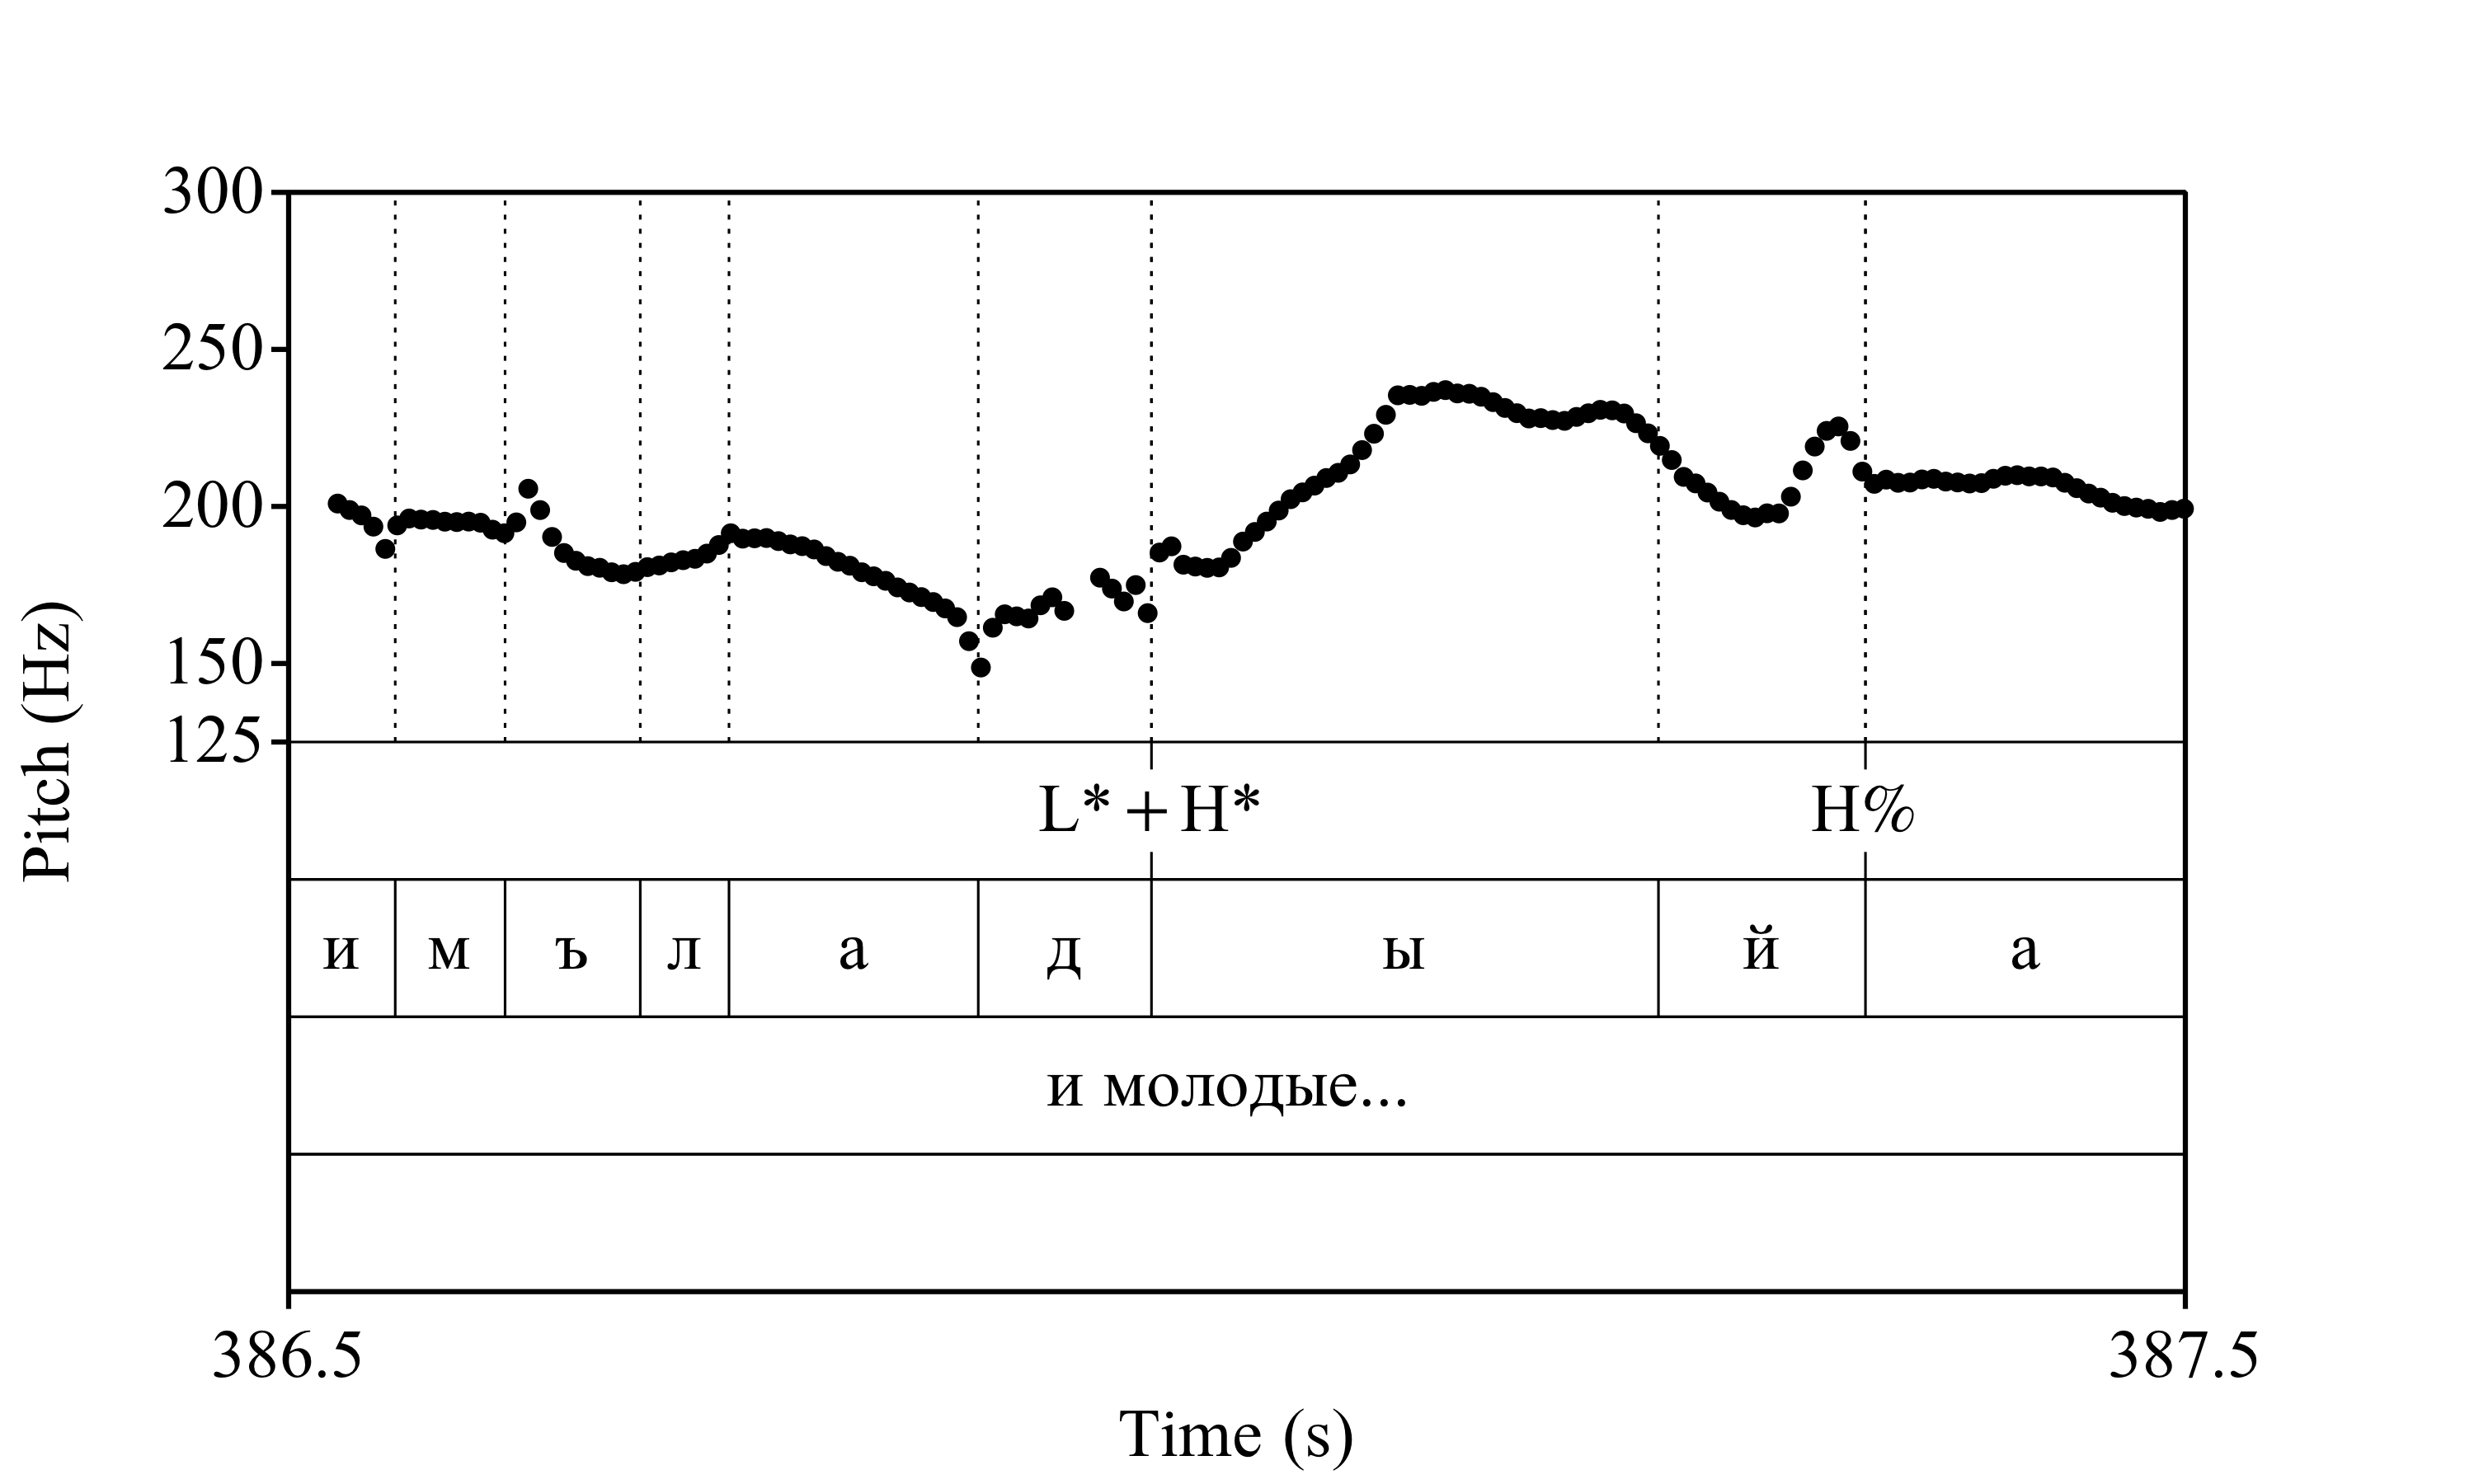 300
250
200
150
125
Pitch (Hz)
L*+H* H%
и м ъ л а д ы й а
и молодые...
386.5 387.5
Time (s)